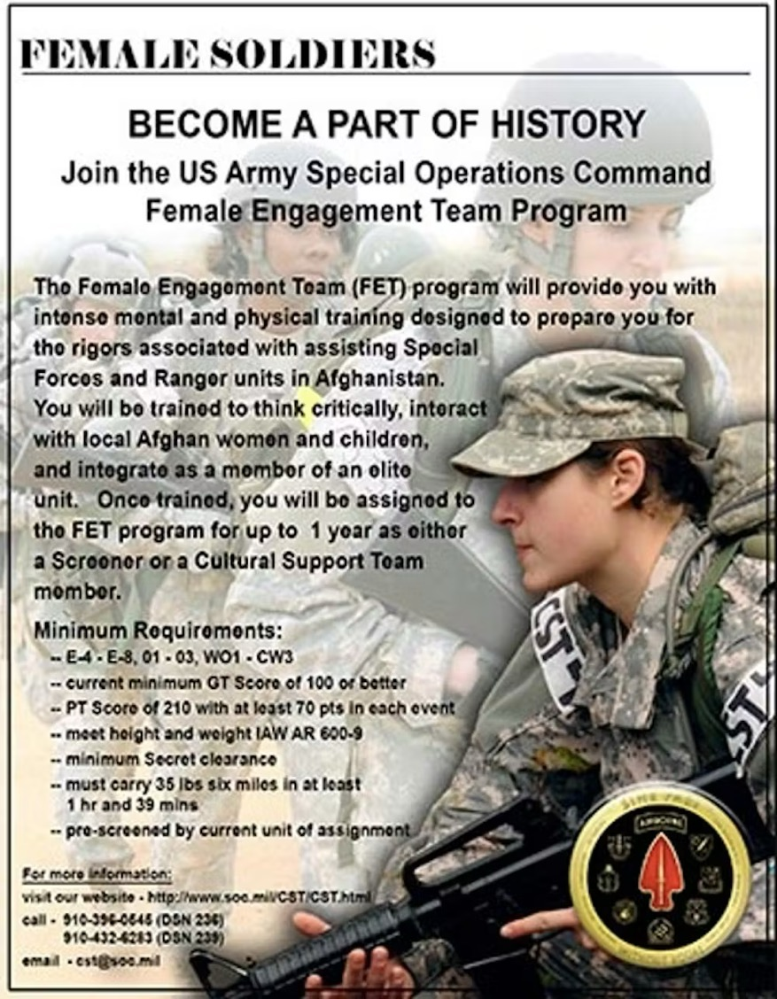 FEMALE SOLDIERS
BECOME A PART OF HISTORY
Join the US Army Special Operations Command
Female Engagement Team Program
The Female Engagement Team (FET) program will provide you with
intense mental and physical training designed to prepare you for
the rigors associated with assisting Special
Forces and Ranger units in Afghanistan.
You will be trained to think critically, interact
with local Afghan women and children,
and integrate as a member of an elite
unit. Once trained, you will be assigned to
the FET program for up to 1 year as either
a Screener or a Cultural Support Team
member.
Minimum Requirements:
-- E-4 - E-8, 01 - 03, WO1 - CW3
-- current minimum GT Score of 100 or better
-- PT Score of 210 with at least 70 pts in each event
-- meet height and weight IAW AR 600-9
-- minimum Secret clearance
-- must carry 35 lbs six miles in at least
1 hr and 39 mins
-- pre-screened by current unit of assignment
For more information:
visit our website - http://www.soc.mil/CST/CST.html
call - 910-396-0545 (DSN 236)
910-432-6283 (DSN 239)
email - cst@soc.mil
CST
CST
AIRBORNE